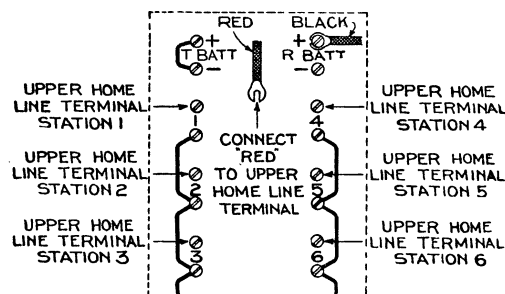 RED
BLACK
+
T BATT
−
+
R BATT
−
UPPER HOME
LINE TERMINAL
STATION 1
1
4
UPPER HOME
LINE TERMINAL
STATION 4
CONNECT
"RED"
TO UPPER
HOME LINE
TERMINAL
UPPER HOME
LINE TERMINAL
STATION 2
2
5
UPPER HOME
LINE TERMINAL
STATION 5
UPPER HOME
LINE TERMINAL
STATION 3
3
6
UPPER HOME
LINE TERMINAL
STATION 6